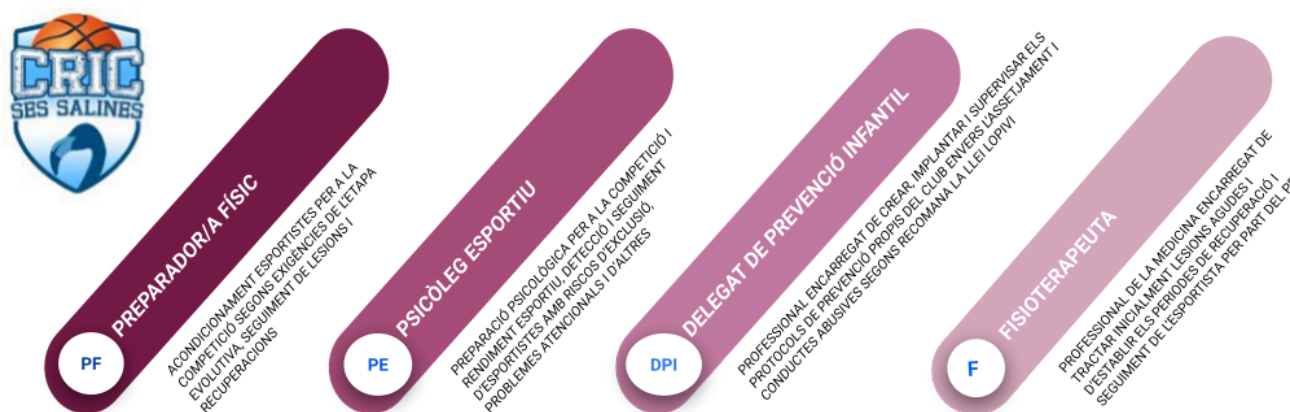 CRIC
SES SALINES
PREPARADOR/A FÍSIC
ACONDICIONAMENT ESPORTISTES PER A LA
COMPETICIÓ SEGONS EXIGÈNCIES DE L'ETAPA
EVOLUTIVA, SEGUIMENT DE LESIONS I
RECUPERACIONS
PF
PSICÒLEG ESPORTIU
PREPARACIÓ PSICOLÒGICA PER A LA COMPETICIÓ I
RENDIMENT ESPORTIU, DETECCIÓ I SEGUIMENT
D'ESPORTISTES AMB RISCOS D'EXCLUSIÓ,
PROBLEMES ATENCIONALS I D'ALTRES
PE
DELEGAT DE PREVENCIÓ INFANTIL
PROFESSIONAL ENCARREGAT DE CREAR, IMPLANTAR I SUPERVISAR ELS
PROTOCOLS DE PREVENCIÓ PROPIS DEL CLUB ENVERS L'ASSETJAMENT I
CONDUCTES ABUSIVES SEGONS RECOMANA LA LLEI LOPIVI
DPI
FISIOTERAPEUTA
PROFESSIONAL DE LA MEDICINA ENCARREGAT DE
TRACTAR INICIALMENT LESIONS AGUDES I
D'ESTABLIR ELS PERIODES DE RECUPERACIÓ I
SEGUIMENT DE L'ESPORTISTA PER PART DEL
F